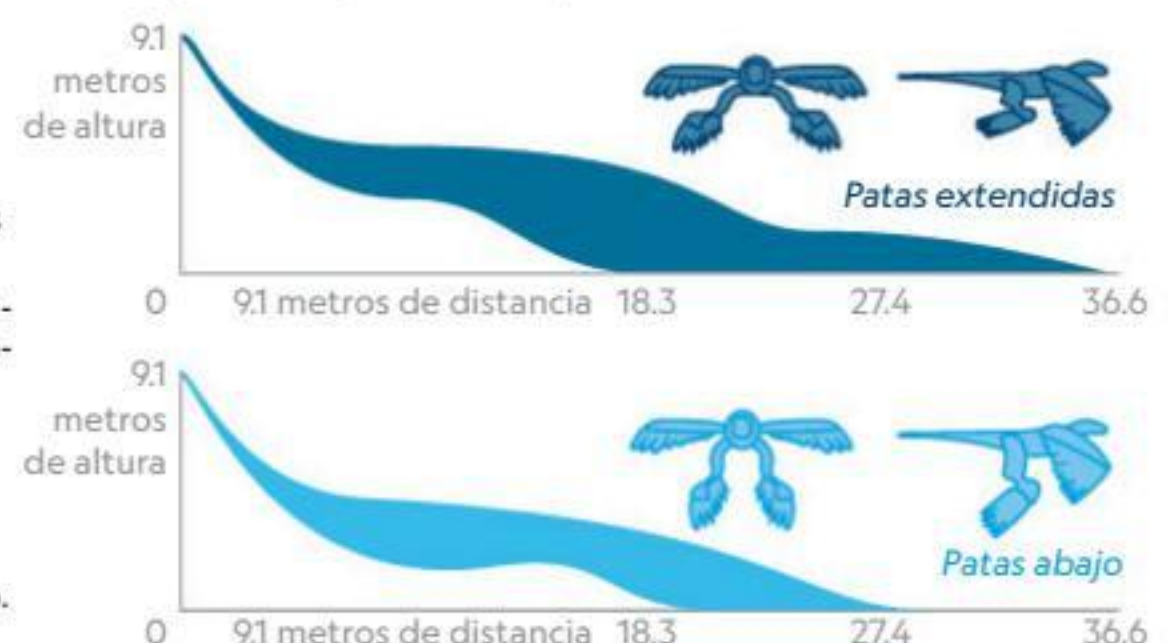 9.1
metros
de altura
Patas extendidas
0 9.1 metros de distancia 18.3 27.4 36.6
9.1
metros
de altura
Patas abajo
0 9.1 metros de distancia 18.3 27.4 36.6